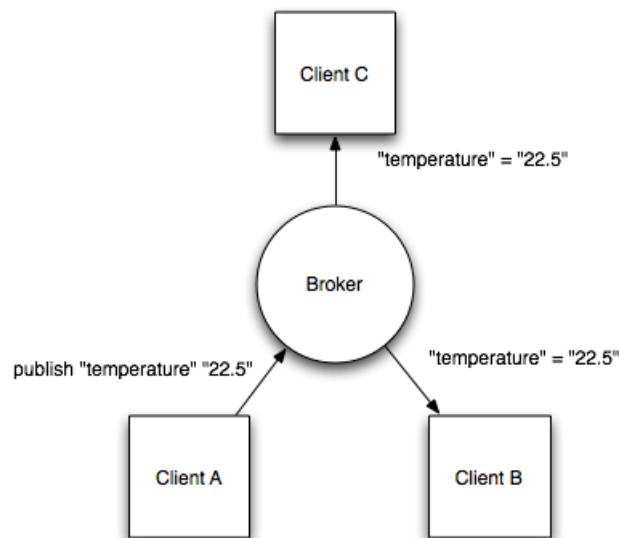 Client C
"temperature" = "22.5"
Broker
publish "temperature" "22.5"
"temperature" = "22.5"
Client A
Client B